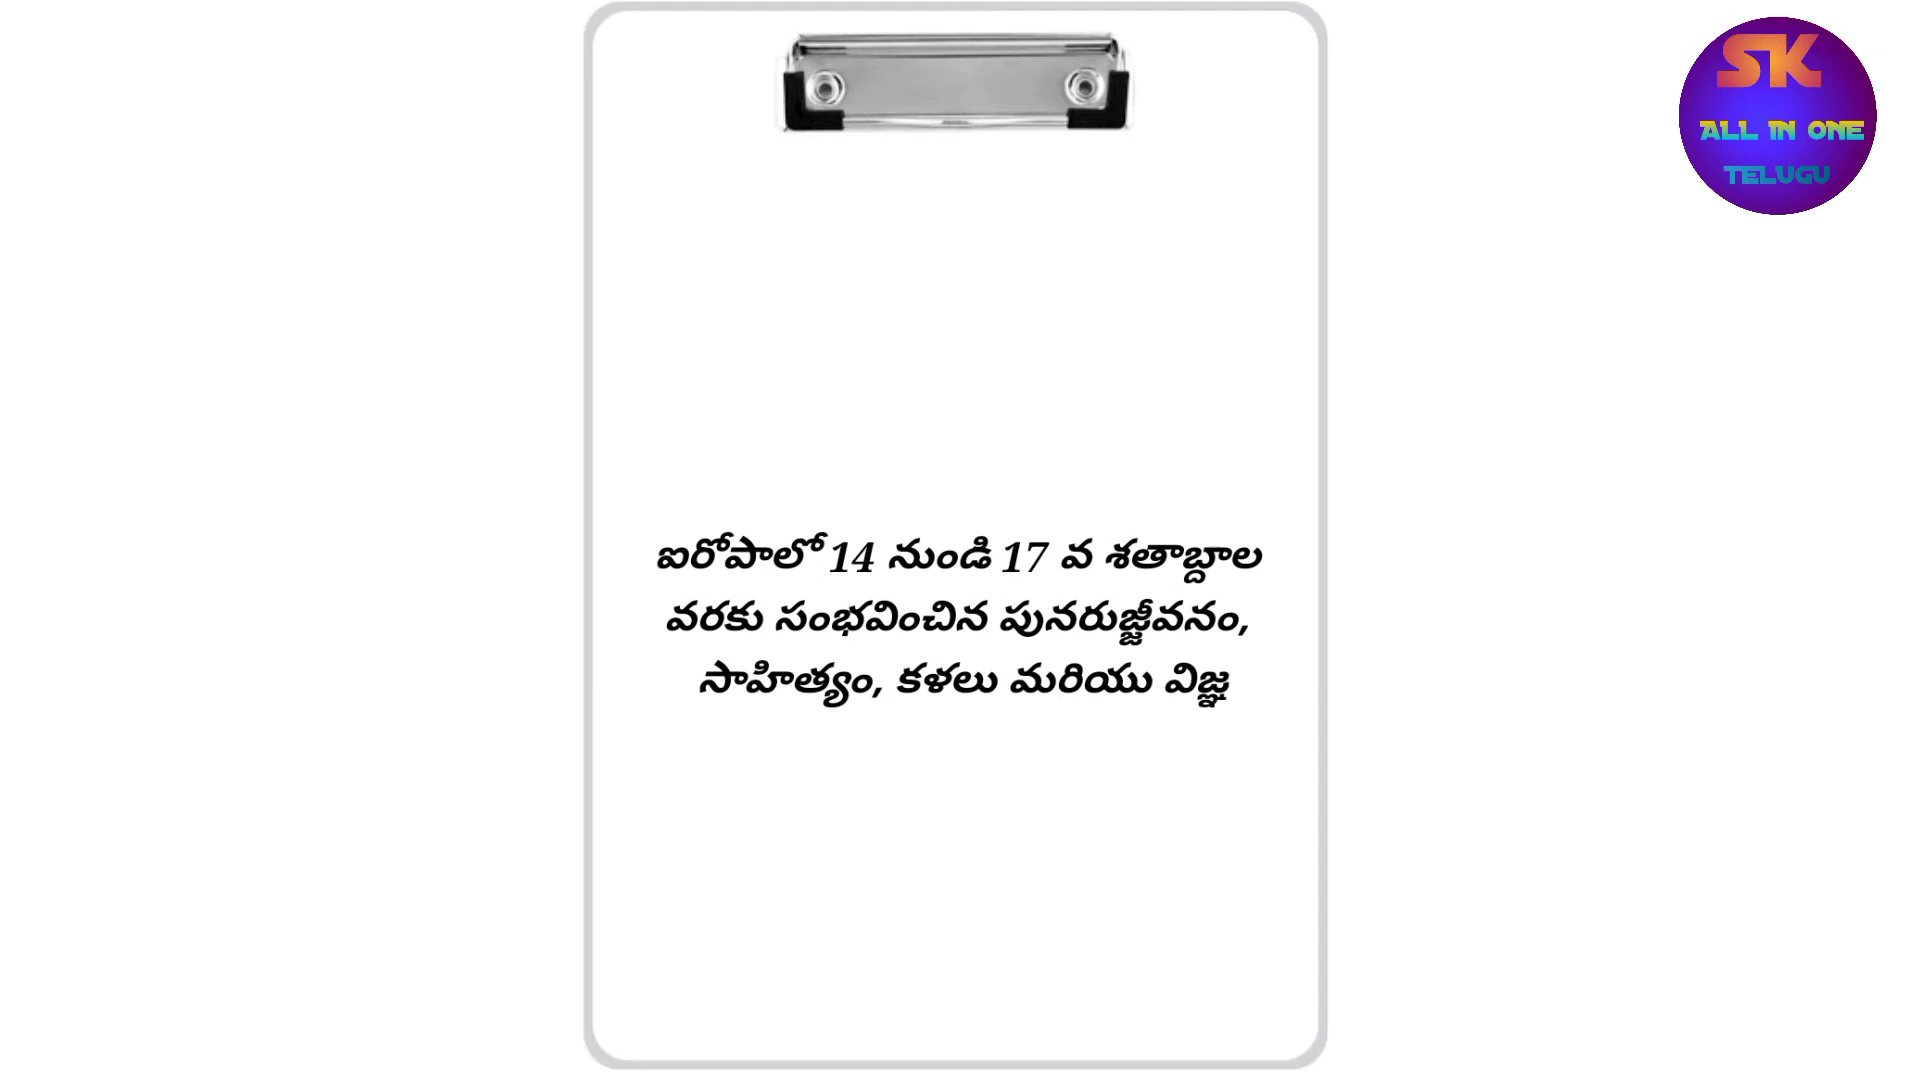 SK
ALL IN ONE
TELUGU
ఐరోపాలో 14 నుండి 17 వ శతాబ్దాల
వరకు సంభవించిన పునరుజ్జీవనం,
సాహిత్యం, కళలు మరియు విజ్ఞ